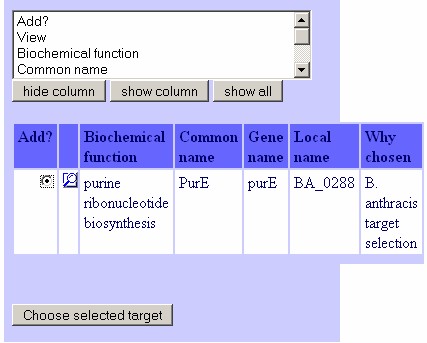 Add?
View
Biochemical function
Common name
hide column show column show all
Add? Biochemical function Common name Gene name Local name Why chosen
purine ribonucleotide biosynthesis PurE purE BA_0288 B. anthracis target selection
Choose selected target